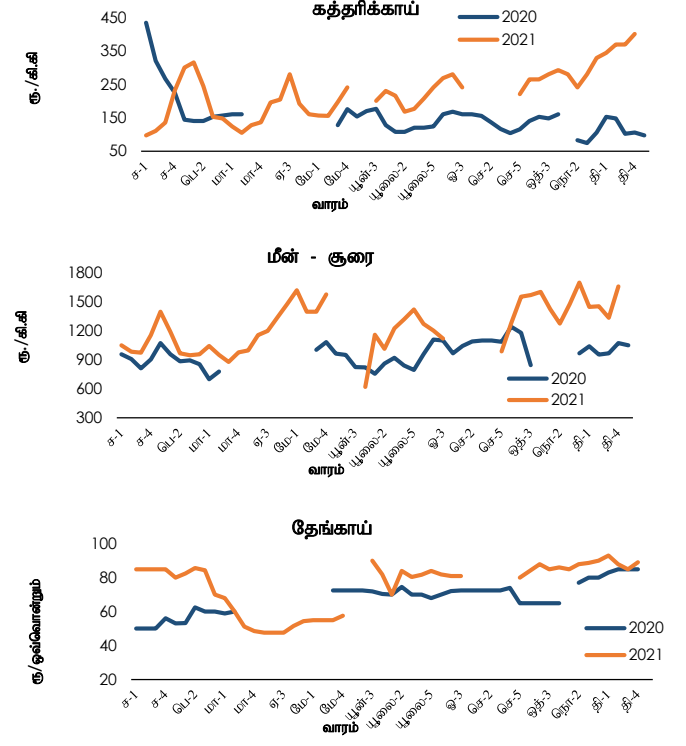 கத்தரிக்காய்
2020
2021
ரூ./கி.கி
450
350
250
150
50
ச-1
ச-4
பெ-2
மா-1
மா-4
ஏ-3
மே-1
மே-4
யூன்-3
யூலை-2
யூலை-5
ஓ-3
செ-2
செ-5
ஒத்-3
நொ-2
தி-1
தி-4
வாரம்
மீன் - சூரை
ரூ./கி.கி
1800
1500
1200
900
600
300
2020
2021
ச-1
ச-4
பெ-2
மா-1
மா-4
ஏ-3
மே-1
மே-4
யூன்-3
யூலை-2
யூலை-5
ஓ-3
செ-2
செ-5
ஒத்-3
நொ-2
தி-1
தி-4
வாரம்
தேங்காய்
ரூ/ஒவ்வொன்றும்
100
80
60
40
20
2020
2021
ச-1
ச-4
பெ-2
மா-1
மா-4
ஏ-3
மே-1
மே-4
யூன்-3
யூலை-2
யூலை-5
ஓ-3
செ-2
செ-5
ஒத்-3
நொ-2
தி-1
தி-4
வாரம்